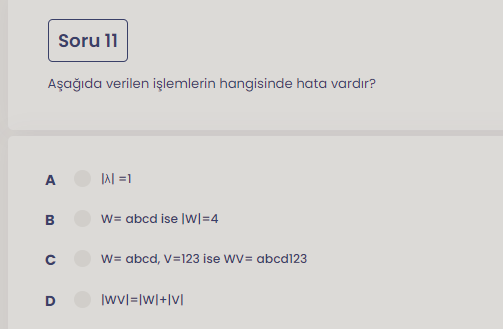 Soru 11
Aşağıda verilen işlemlerin hangisinde hata vardır?
A |λ| =1
B W= abcd ise |W|=4
C W= abcd, V=123 ise WV= abcd123
D |WV|=|W|+|V|